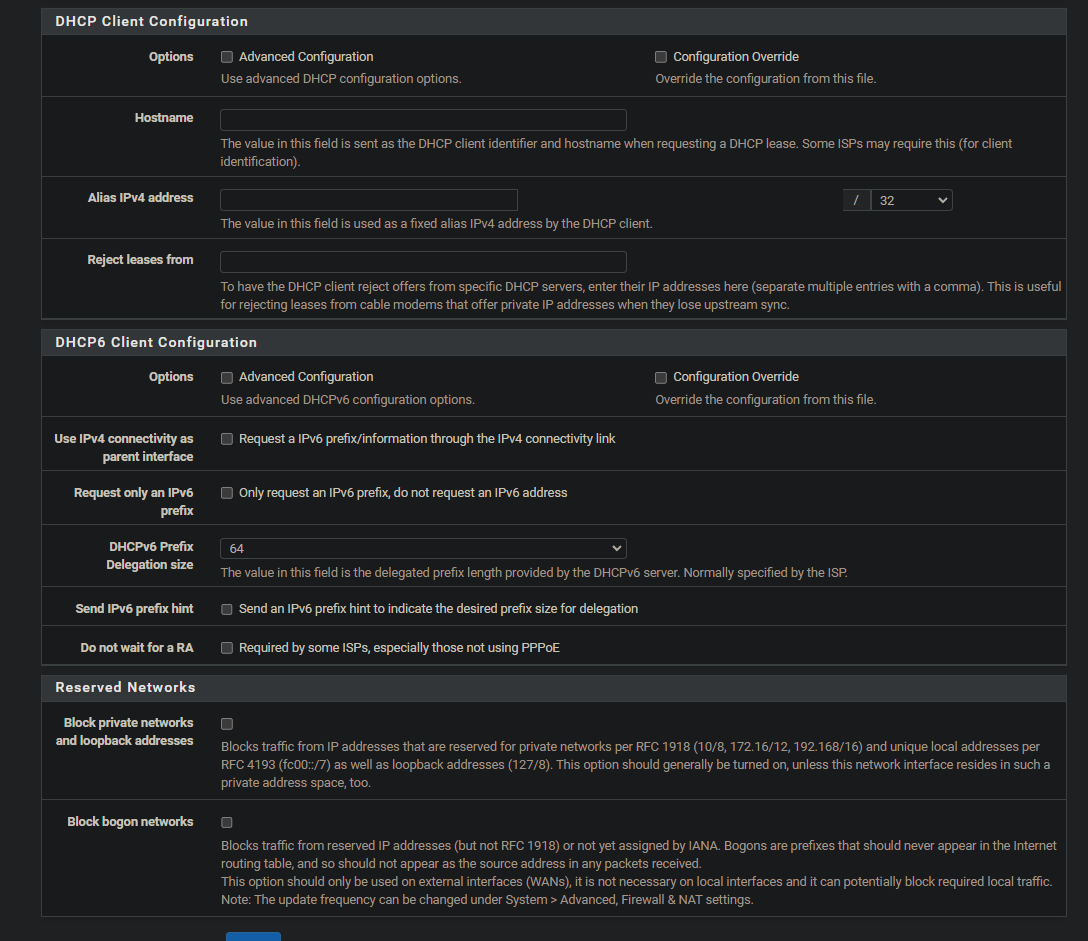 DHCP Client Configuration
Options
Advanced Configuration
Configuration Override
Use advanced DHCP configuration options.
Override the configuration from this file.
Hostname
The value in this field is sent as the DHCP client identifier and hostname when requesting a DHCP lease. Some ISPs may require this (for client
identification).
Alias IPv4 address
/
32
The value in this field is used as a fixed alias IPv4 address by the DHCP client.
Reject leases from
To have the DHCP client reject offers from specific DHCP servers, enter their IP addresses here (separate multiple entries with a comma). This is useful
for rejecting leases from cable modems that offer private IP addresses when they lose upstream sync.
DHCP6 Client Configuration
Options
Advanced Configuration
Configuration Override
Use advanced DHCPv6 configuration options.
Override the configuration from this file.
Use IPv4 connectivity as
parent interface
Request a IPv6 prefix/information through the IPv4 connectivity link
Request only an IPv6
prefix
Only request an IPv6 prefix, do not request an IPv6 address
DHCPv6 Prefix
Delegation size
64
The value in this field is the delegated prefix length provided by the DHCPv6 server. Normally specified by the ISP.
Send IPv6 prefix hint
Send an IPv6 prefix hint to indicate the desired prefix size for delegation
Do not wait for a RA
Required by some ISPs, especially those not using PPPoE
Reserved Networks
Block private networks
and loopback addresses
Blocks traffic from IP addresses that are reserved for private networks per RFC 1918 (10/8, 172.16/12, 192.168/16) and unique local addresses per
RFC 4193 (fc00::/7) as well as loopback addresses (127/8). This option should generally be turned on, unless this network interface resides in such a
private address space, too.
Block bogon networks
Blocks traffic from reserved IP addresses (but not RFC 1918) or not yet assigned by IANA. Bogons are prefixes that should never appear in the Internet
routing table, and so should not appear as the source address in any packets received.
This option should only be used on external interfaces (WANs), it is not necessary on local interfaces and it can potentially block required local traffic.
Note: The update frequency can be changed under System > Advanced, Firewall & NAT settings.